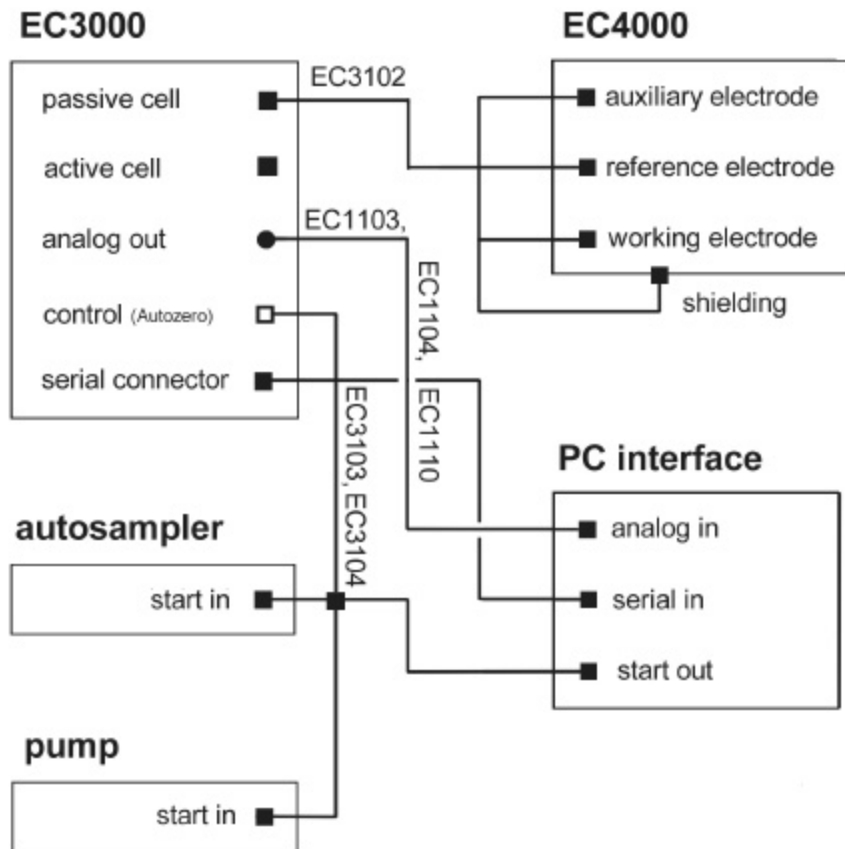 EC3000
EC4000
EC3102
passive cell
auxiliary electrode
active cell
reference electrode
EC1103,
analog out
working electrode
EC1104, EC1110
control (Autozero)
shielding
serial connector
EC3103, EC3104
PC interface
autosampler
analog in
start in
serial in
start out
pump
start in